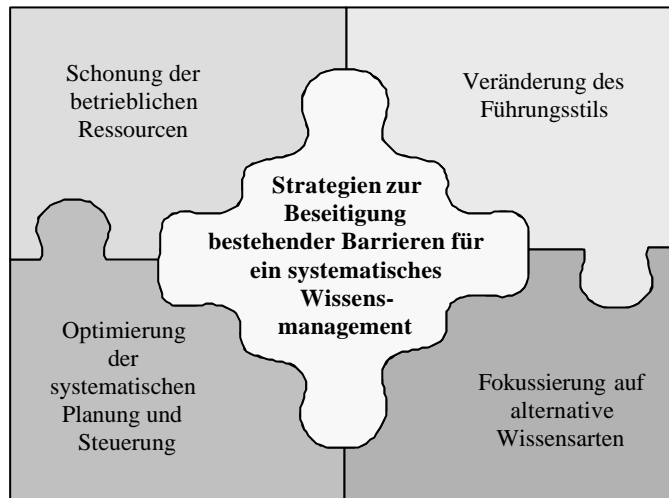 Schonung der
betrieblichen
Ressourcen
Veränderung des
Führungsstils
Strategien zur
Beseitigung
bestehender Barrieren für
ein systematisches
Wissens-
management
Optimierung
der
systematischen
Planung und
Steuerung
Fokussierung auf
alternative
Wissensarten